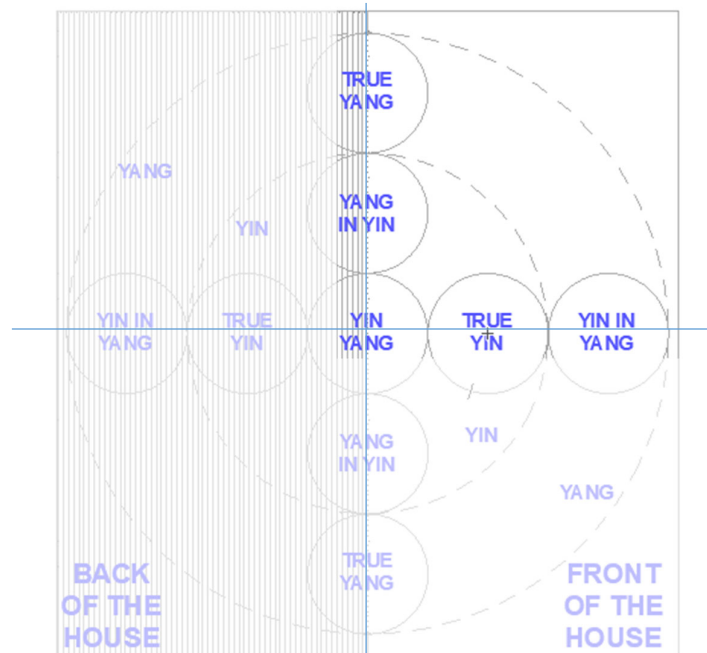 TRUE
YANG
YANG
YANG
IN YIN
YIN
YIN IN
YANG
TRUE
YIN
YIN
YANG
TRUE
YIN
YIN IN
YANG
YANG
IN YIN
YIN
YANG
TRUE
YANG
BACK
OF THE
HOUSE
FRONT
OF THE
HOUSE